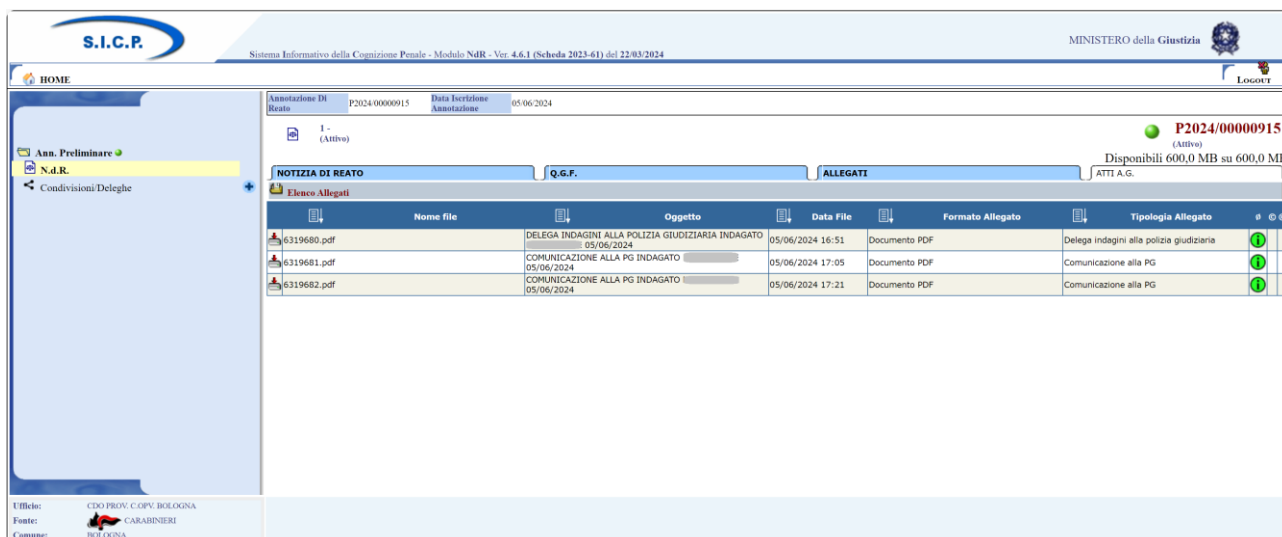 S.I.C.P.
Sistema Informativo della Cognizione Penale - Modulo NdR - Ver. 4.6.1 (Scheda 2023-61) del 22/03/2024
MINISTERO della Giustizia
HOME
LOGOUT
Annotazione Di Reato P2024/00000915 Data Iscrizione Annotazione 05/06/2024
1 -
(Attivo)
P2024/00000915
(Attivo)
Disponibili 600,0 MB su 600,0
Ann. Preliminare
N.d.R.
Condivisioni/Deleghe
NOTIZIA DI REATO Q.G.F. ALLEGATI ATTI A.G.
Elenco Allegati
Nome file Oggetto Data File Formato Allegato Tipologia Allegato
6319680.pdf DELEGA INDAGINI ALLA POLIZIA GIUDIZIARIA INDAGATO 05/06/2024 05/06/2024 16:51 Documento PDF Delega indagini alla polizia giudiziaria
6319681.pdf COMUNICAZIONE ALLA PG INDAGATO 05/06/2024 05/06/2024 17:05 Documento PDF Comunicazione alla PG
6319682.pdf COMUNICAZIONE ALLA PG INDAGATO 05/06/2024 05/06/2024 17:21 Documento PDF Comunicazione alla PG
Ufficio: CDO PROV. C.OPV. BOLOGNA
Fonte: CARABINIERI
Comune: BOLOGNA